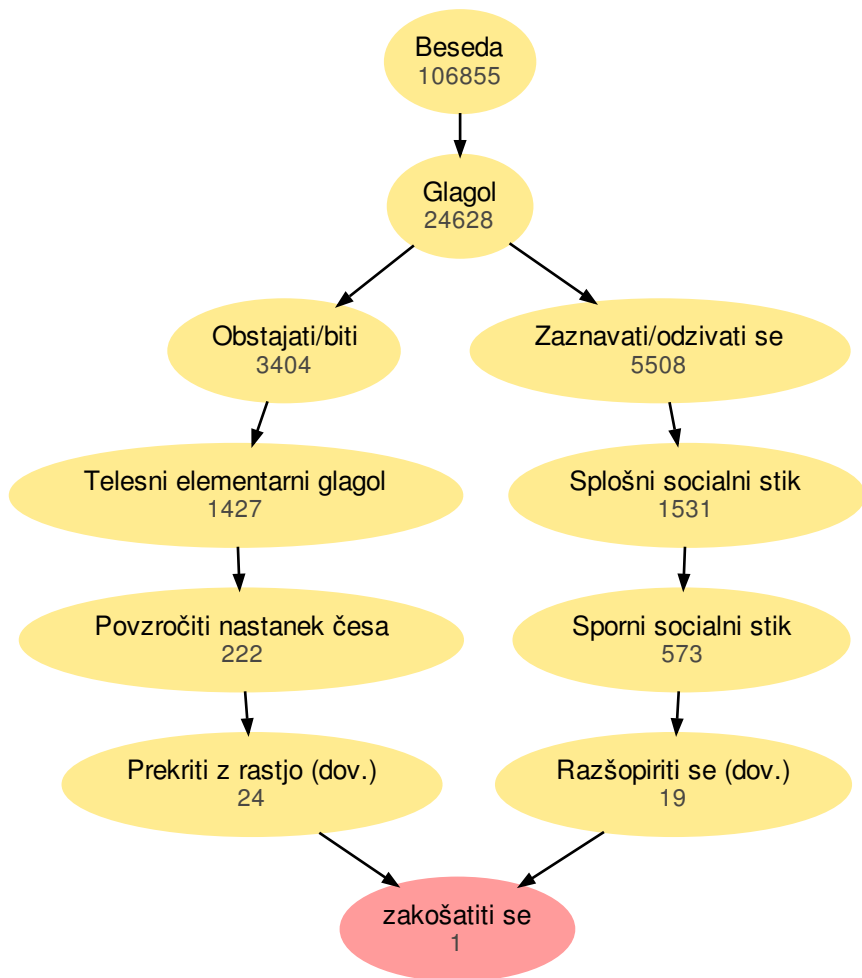 Beseda
106855
Glagol
24628
Obstajati/biti
3404
Zaznavati/odzivati se
5508
Telesni elementarni glagol
1427
Splošni socialni stik
1531
Povzročiti nastanek česa
222
Sporni socialni stik
573
Prekriti z rastjo (dov.)
24
Razšopiriti se (dov.)
19
zakošatiti se
1